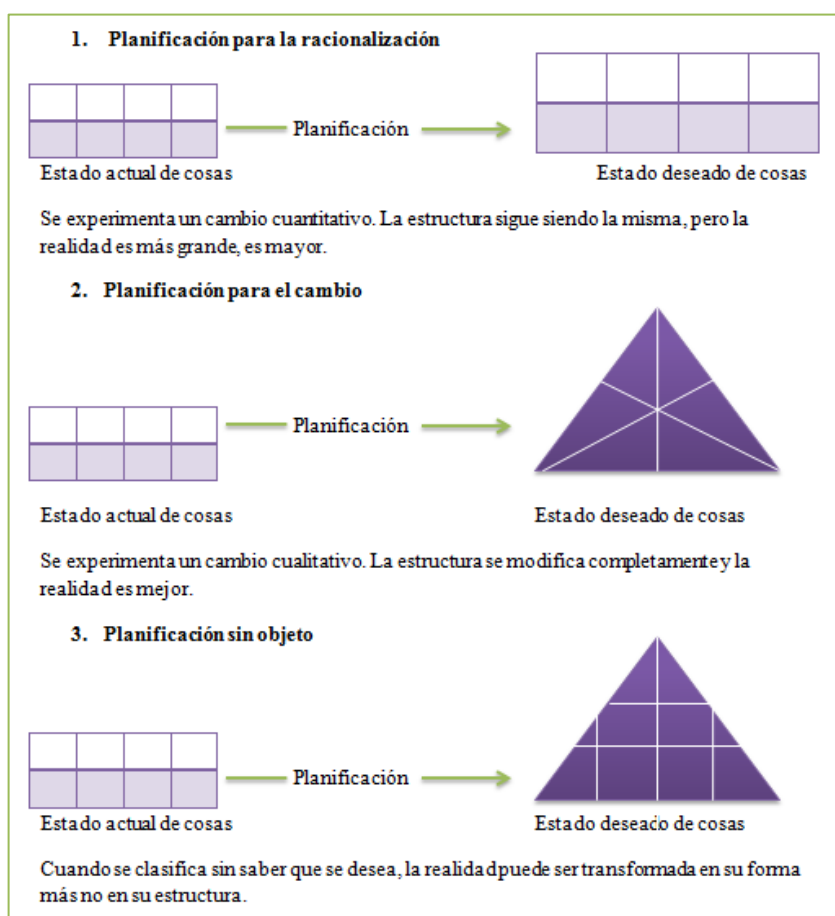 1. Planificación para la racionalización
Planificación
Estado actual de cosas
Estado deseado de cosas
Se experimenta un cambio cuantitativo. La estructura sigue siendo la misma, pero la
realidad es más grande, es mayor.
2. Planificación para el cambio
Planificación
Estado actual de cosas
Estado deseado de cosas
Se experimenta un cambio cualitativo. La estructura se modifica completamente y la
realidad es mejor.
3. Planificación sin objeto
Planificación
Estado actual de cosas
Estado deseado de cosas
Cuando se clasifica sin saber que se desea, la realidad puede ser transformada en su forma
más no en su estructura.